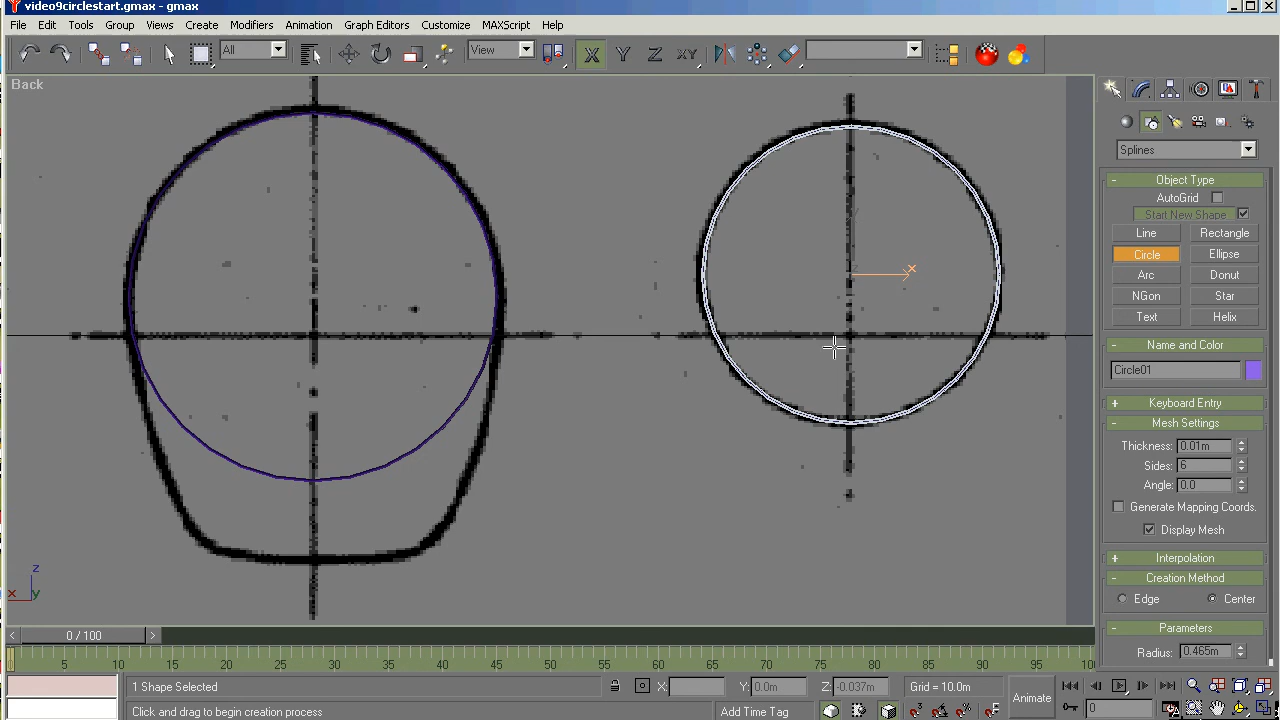 video9circlestart.gmax - gmax
File Edit Tools Group Views Create Modifiers Animation Graph Editors Customize MAXScript Help
All View X Y Z XY
Back
Splines
- Object Type
AutoGrid
Start New Shape
Line Rectangle
Circle Ellipse
Arc Donut
NGon Star
Text Helix
- Name and Color
Circle01
+ Keyboard Entry
- Mesh Settings
Thickness: 0.01m
Sides: 6
Angle: 0.0
Generate Mapping Coords.
Display Mesh
+ Interpolation
- Creation Method
Edge Center
- Parameters
Radius: 0.465m
x
z
x y
< 0 / 100 >
5 10 15 20 25 30 35 40 45 50 55 60 65 70 75 80 85 90 95 100
1 Shape Selected X: Y: 0.0m Z: -0.037m Grid = 10.0m Animate
Click and drag to begin creation process Add Time Tag 0